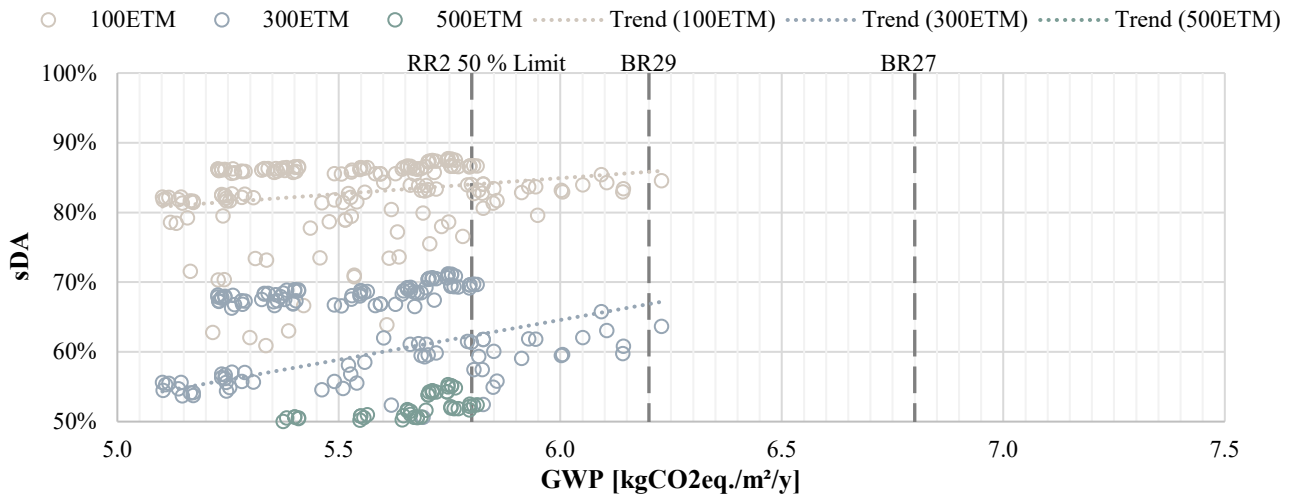 100ETM 300ETM 500ETM Trend (100ETM) Trend (300ETM) Trend (500ETM)
RR2 50 % Limit BR29 BR27
100%
90%
80%
70%
60%
50%
sDA
5.0 5.5 6.0 6.5 7.0 7.5
GWP [kgCO2eq./m²/y]